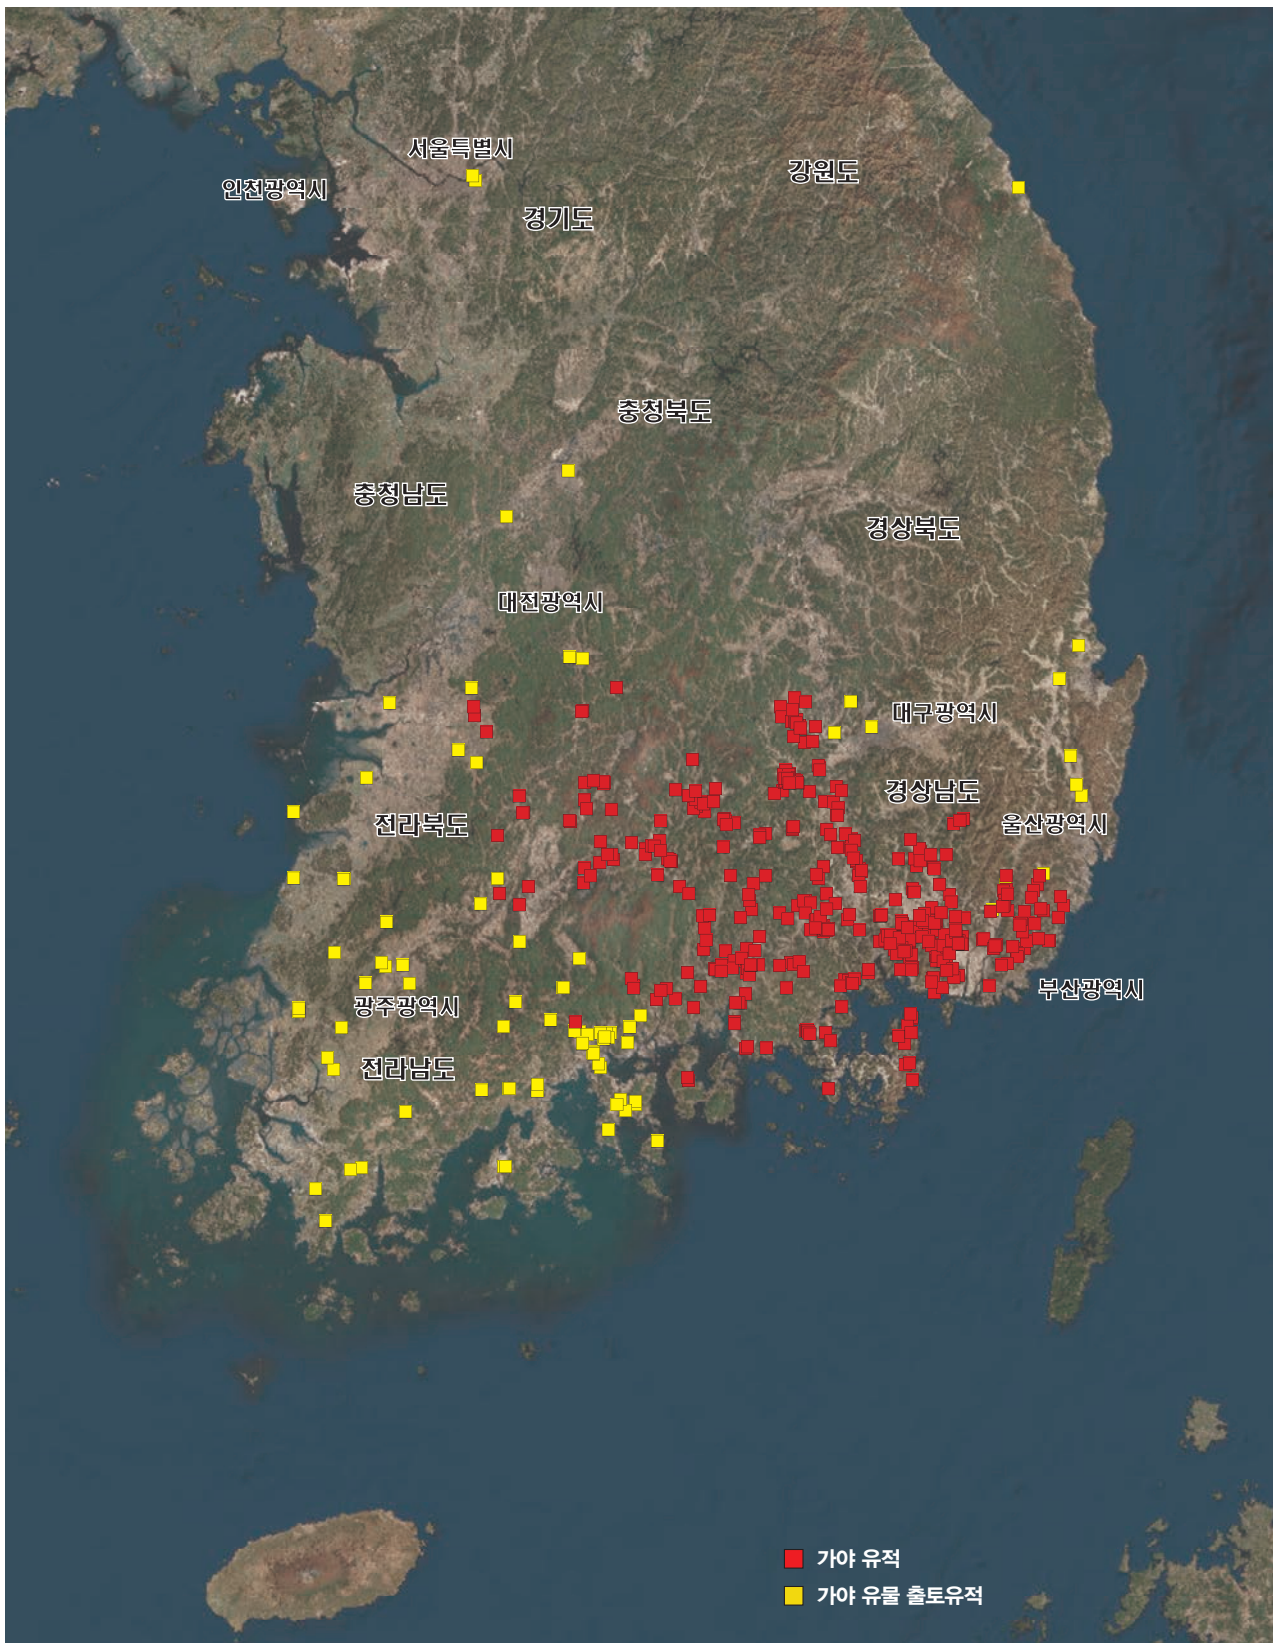 서울특별시
강원도
인천광역시
경기도
충청북도
충청남도
경상북도
대전광역시
대구광역시
경상남도
울산광역시
전라북도
부산광역시
광주광역시
전라남도
가야 유적
가야 유물 출토유적